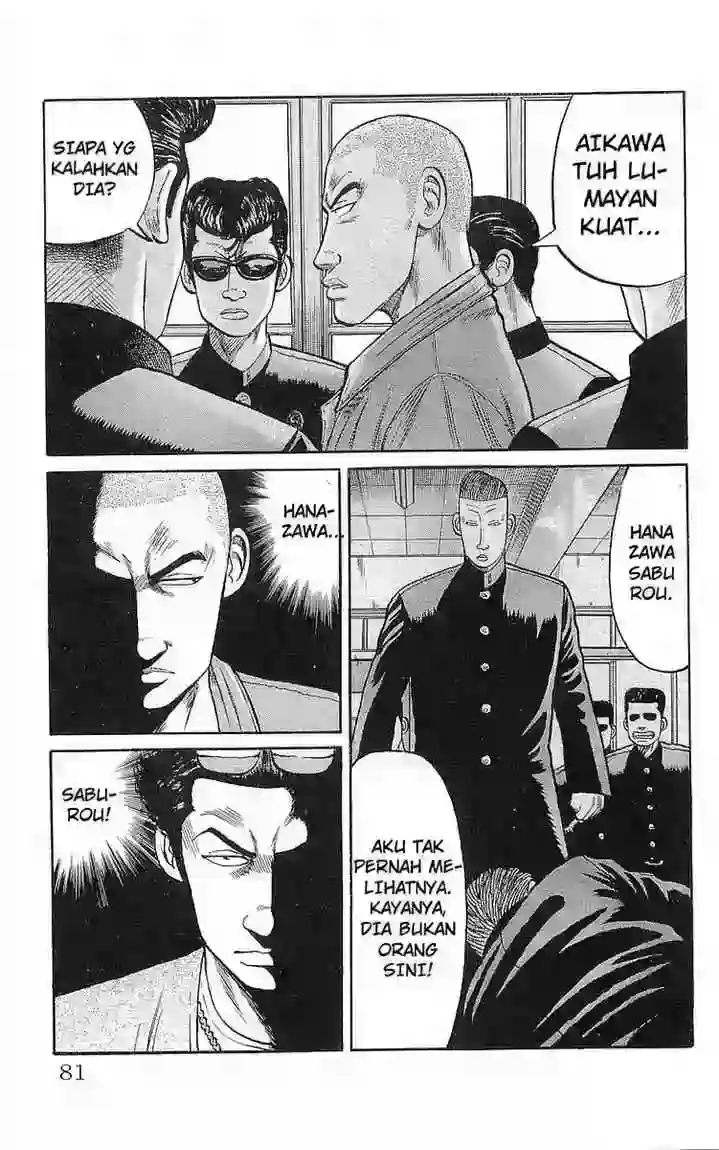 AIKAWA
TUH LU-
MAYAN
KUAT...
SIAPA YG
KALAHKAN
DIA?
HANA
ZAWA
SABU
ROU.
AKU TAK
PERNAH ME-
LIHATNYA.
KAYANYA,
DIA BUKAN
ORANG
SINI!
HANA-
ZAWA...
SABU-
ROU!
81